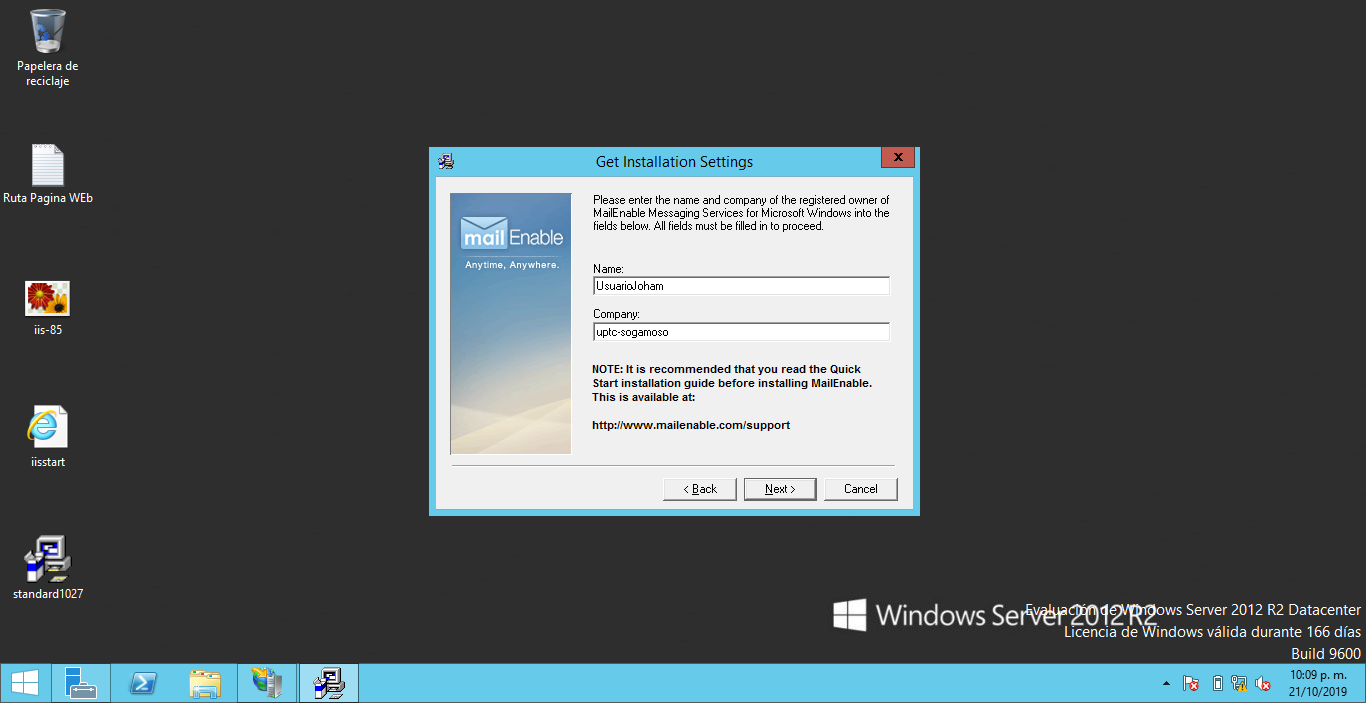 Papelera de
reciclaje
Ruta Pagina WEb
iis-85
iisstart
standard1027
Get Installation Settings
X
mailEnable
Anytime, Anywhere.
Please enter the name and company of the registered owner of
MailEnable Messaging Services for Microsoft Windows into the
fields below. All fields must be filled in to proceed.
Name:
UsuarioJoham
Company:
uptc-sogamoso
NOTE: It is recommended that you read the Quick
Start installation guide before installing MailEnable.
This is available at:
http://www.mailenable.com/support
< Back
Next >
Cancel
Windows Server 2012 R2
Evaluación de Windows Server 2012 R2 Datacenter
Licencia de Windows válida durante 166 días
Build 9600
10:09 p. m.
21/10/2019